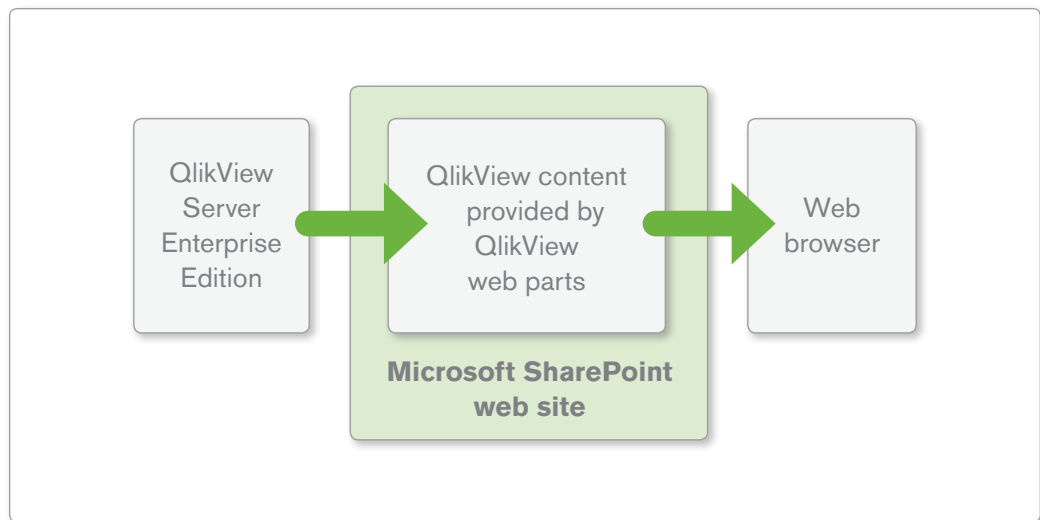 QlikView
Server
Enterprise
Edition
QlikView content
provided by
QlikView
web parts
Microsoft SharePoint
web site
Web
browser